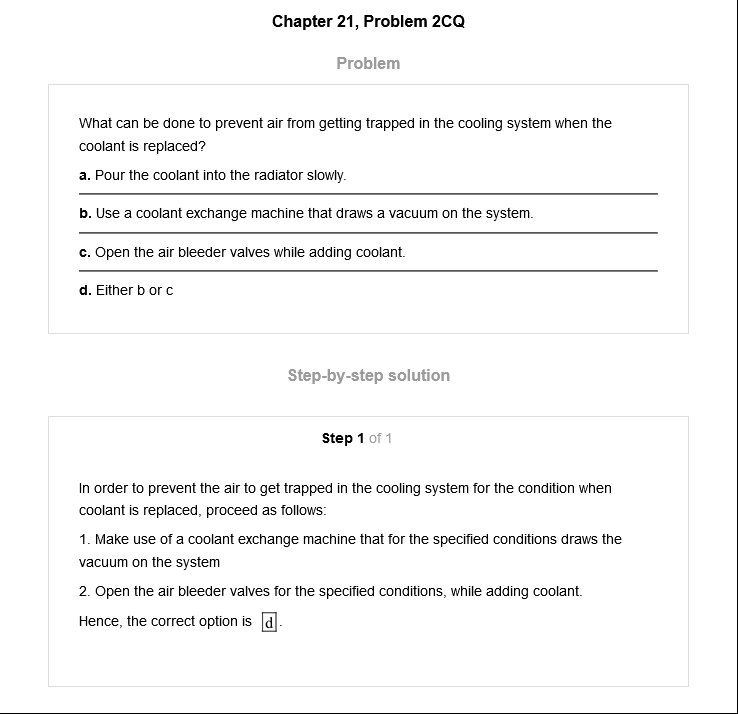 Chapter 21, Problem 2CQ
Problem
What can be done to prevent air from getting trapped in the cooling system when the
coolant is replaced?
a. Pour the coolant into the radiator slowly.
b. Use a coolant exchange machine that draws a vacuum on the system.
c. Open the air bleeder valves while adding coolant.
d. Either b or c
Step-by-step solution
Step 1 of 1
In order to prevent the air to get trapped in the cooling system for the condition when
coolant is replaced, proceed as follows:
1. Make use of a coolant exchange machine that for the specified conditions draws the
vacuum on the system
2. Open the air bleeder valves for the specified conditions, while adding coolant.
Hence, the correct option is d.